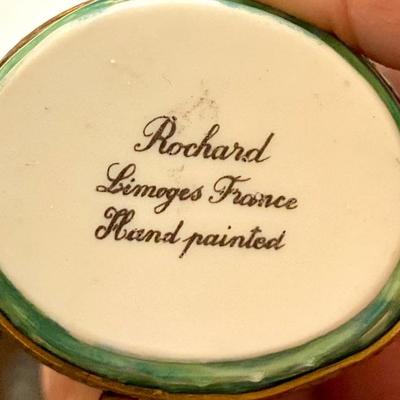 Rochard
Limoges France
Hand painted